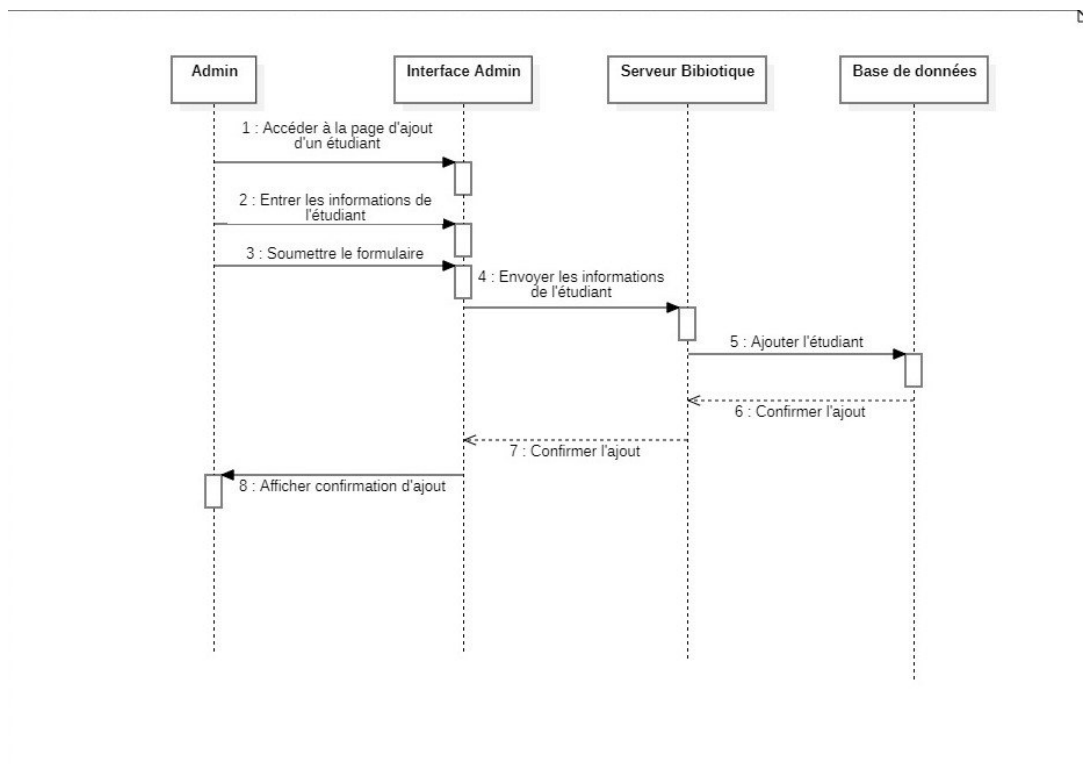 Admin
Interface Admin
Serveur Bibiotique
Base de données
1 : Accéder à la page d'ajout
d'un étudiant
2 : Entrer les informations de
l'étudiant
3 : Soumettre le formulaire
4 : Envoyer les informations
de l'étudiant
5 : Ajouter l'étudiant
6 : Confirmer l'ajout
7 : Confirmer l'ajout
8 : Afficher confirmation d'ajout